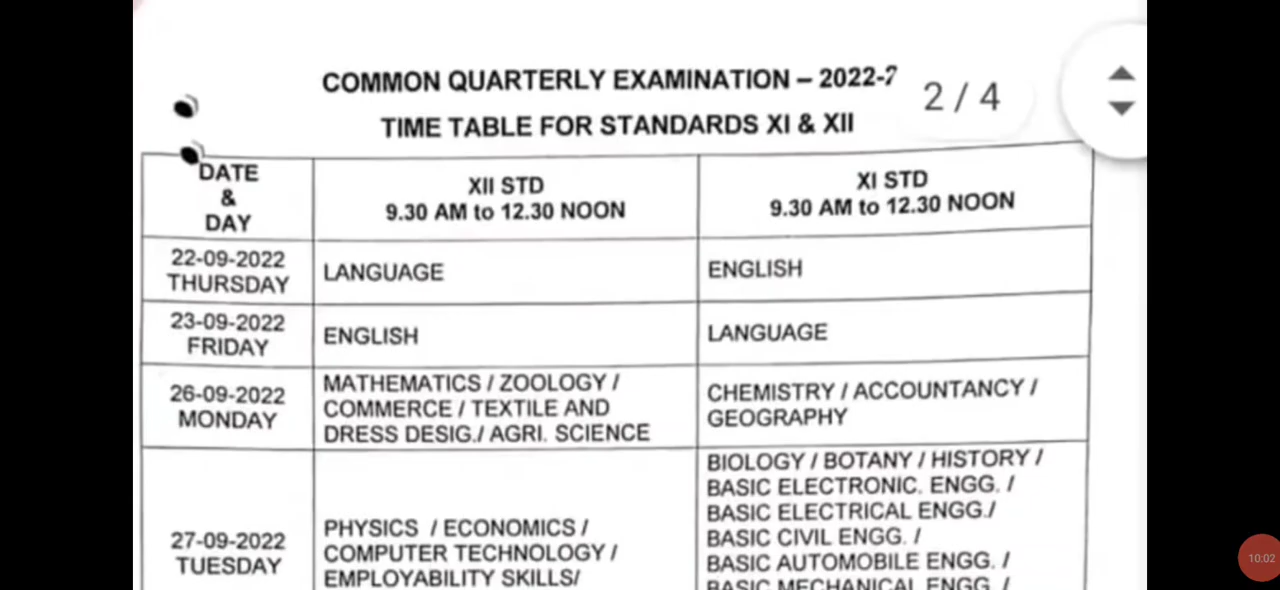 COMMON QUARTERLY EXAMINATION – 2022-
2 / 4
TIME TABLE FOR STANDARDS XI & XII
DATE
&
DAY
XII STD
9.30 AM to 12.30 NOON
XI STD
9.30 AM to 12.30 NOON
22-09-2022
THURSDAY
LANGUAGE
ENGLISH
23-09-2022
FRIDAY
ENGLISH
LANGUAGE
26-09-2022
MONDAY
MATHEMATICS / ZOOLOGY /
COMMERCE / TEXTILE AND
DRESS DESIG./ AGRI. SCIENCE
CHEMISTRY / ACCOUNTANCY /
GEOGRAPHY
27-09-2022
TUESDAY
PHYSICS / ECONOMICS /
COMPUTER TECHNOLOGY /
EMPLOYABILITY SKILLS/
BIOLOGY / BOTANY / HISTORY /
BASIC ELECTRONIC. ENGG. /
BASIC ELECTRICAL ENGG./
BASIC CIVIL ENGG. /
BASIC AUTOMOBILE ENGG. /
BASIC MECHANICAL ENGG. /
10:02